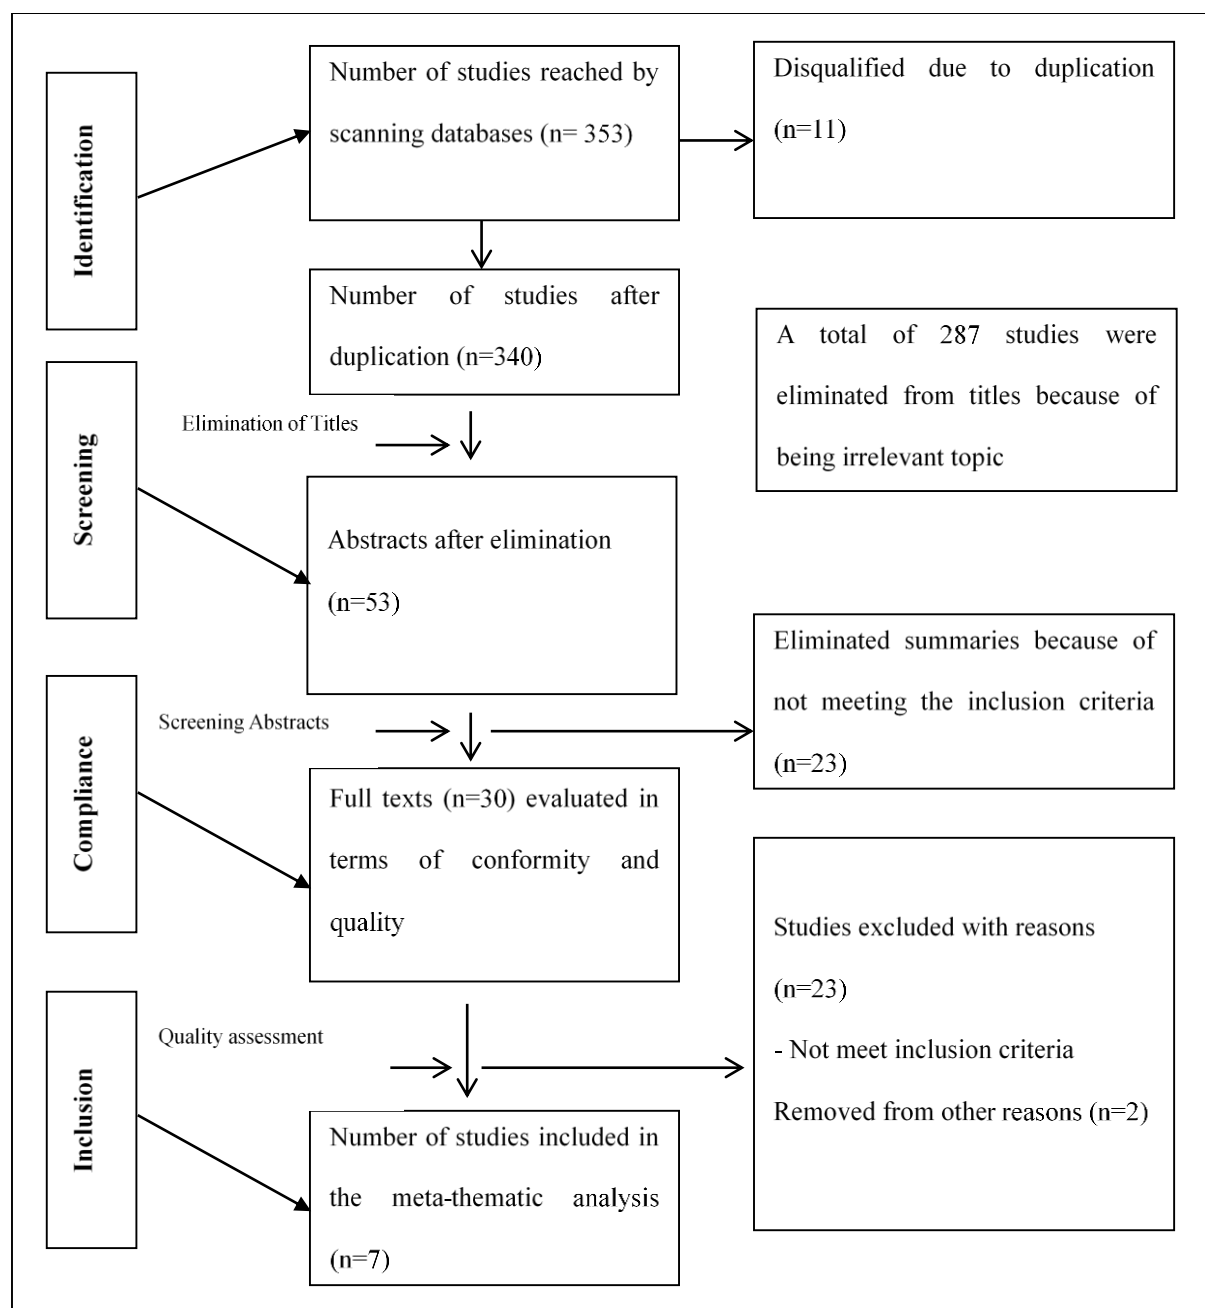 Identification
Number of studies reached by
scanning databases (n= 353)
Disqualified due to duplication
(n=11)
Number of studies after
duplication (n=340)
A total of 287 studies were
eliminated from titles because of
being irrelevant topic
Screening
Elimination of Titles
Abstracts after elimination
(n=53)
Eliminated summaries because of
not meeting the inclusion criteria
(n=23)
Compliance
Screening Abstracts
Full texts (n=30) evaluated in
terms of conformity and
quality
Studies excluded with reasons
(n=23)
- Not meet inclusion criteria
Removed from other reasons (n=2)
Inclusion
Quality assessment
Number of studies included in
the meta-thematic analysis
(n=7)